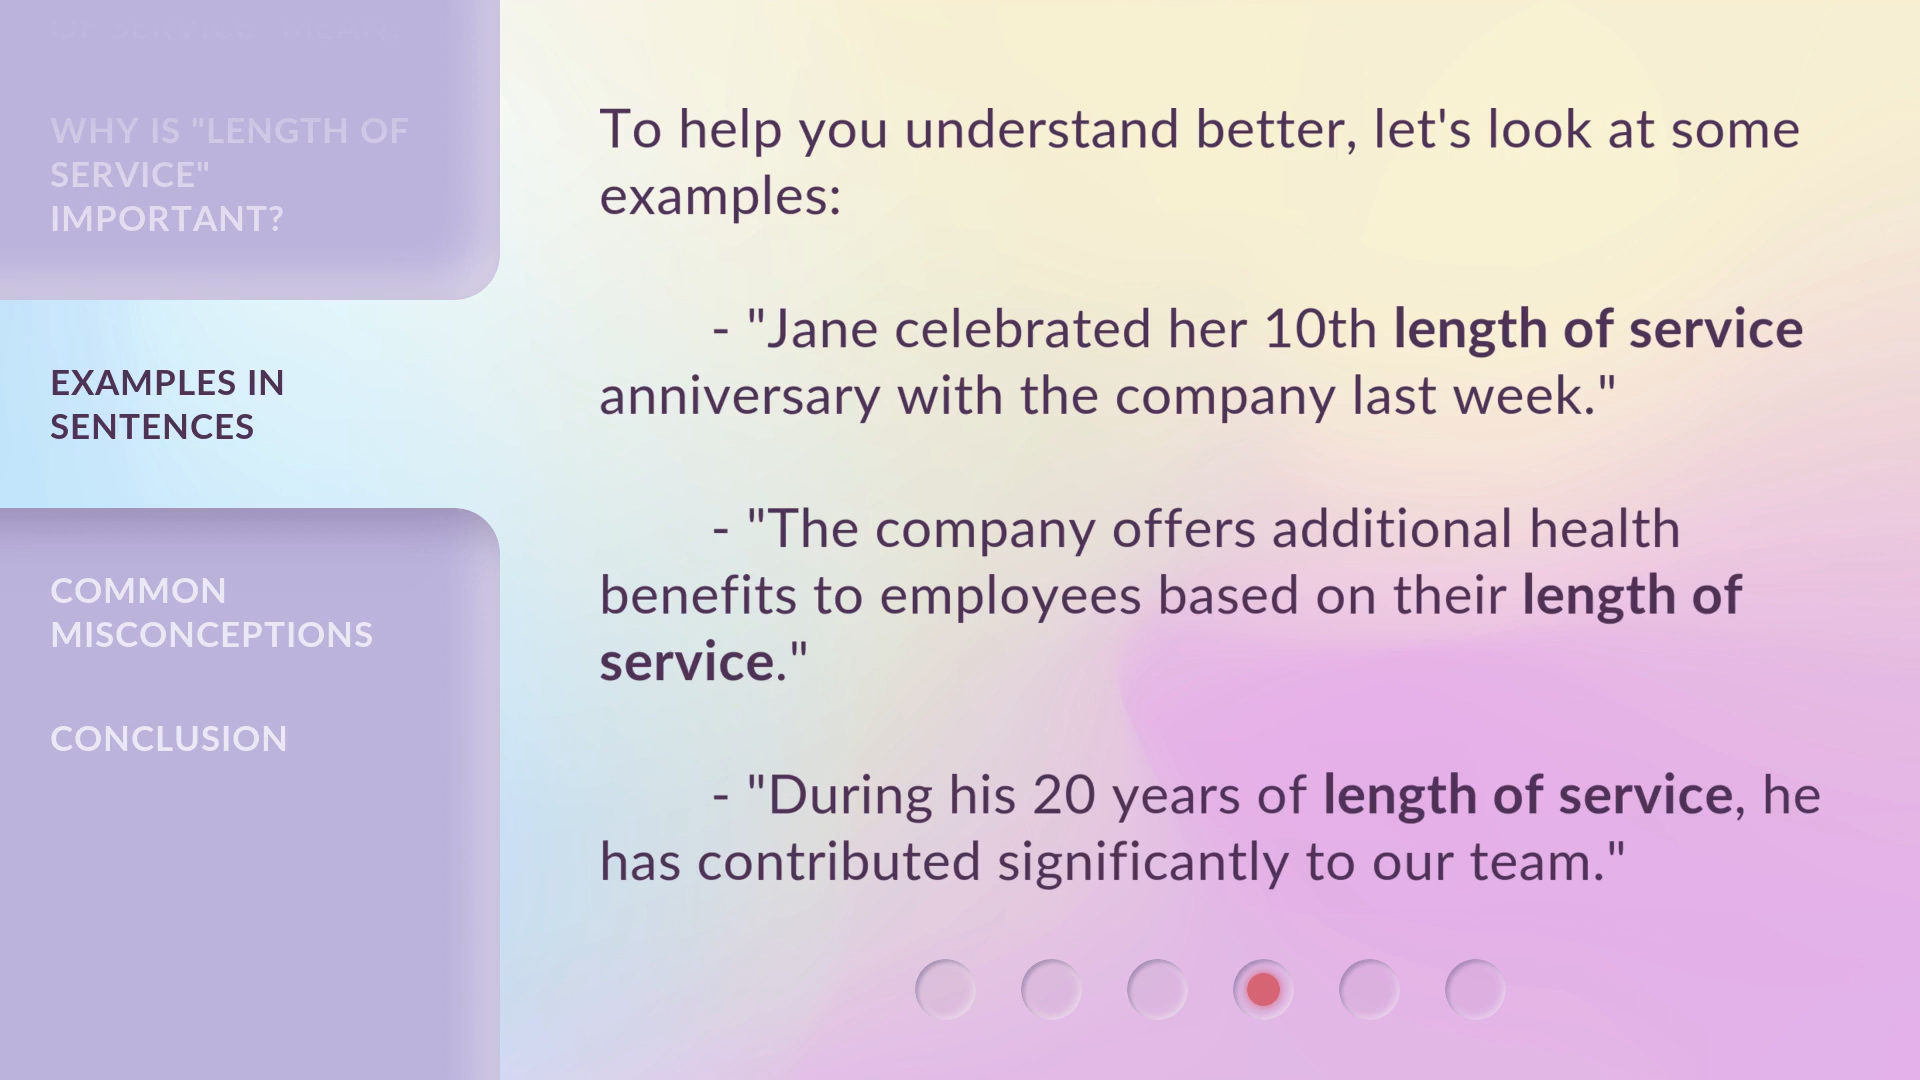 OF SERVICE" MEAN?
WHY IS "LENGTH OF
SERVICE"
IMPORTANT?
EXAMPLES IN
SENTENCES
COMMON
MISCONCEPTIONS
CONCLUSION
To help you understand better, let's look at some
examples:
- "Jane celebrated her 10th length of service
anniversary with the company last week."
- "The company offers additional health
benefits to employees based on their length of
service."
- "During his 20 years of length of service, he
has contributed significantly to our team."